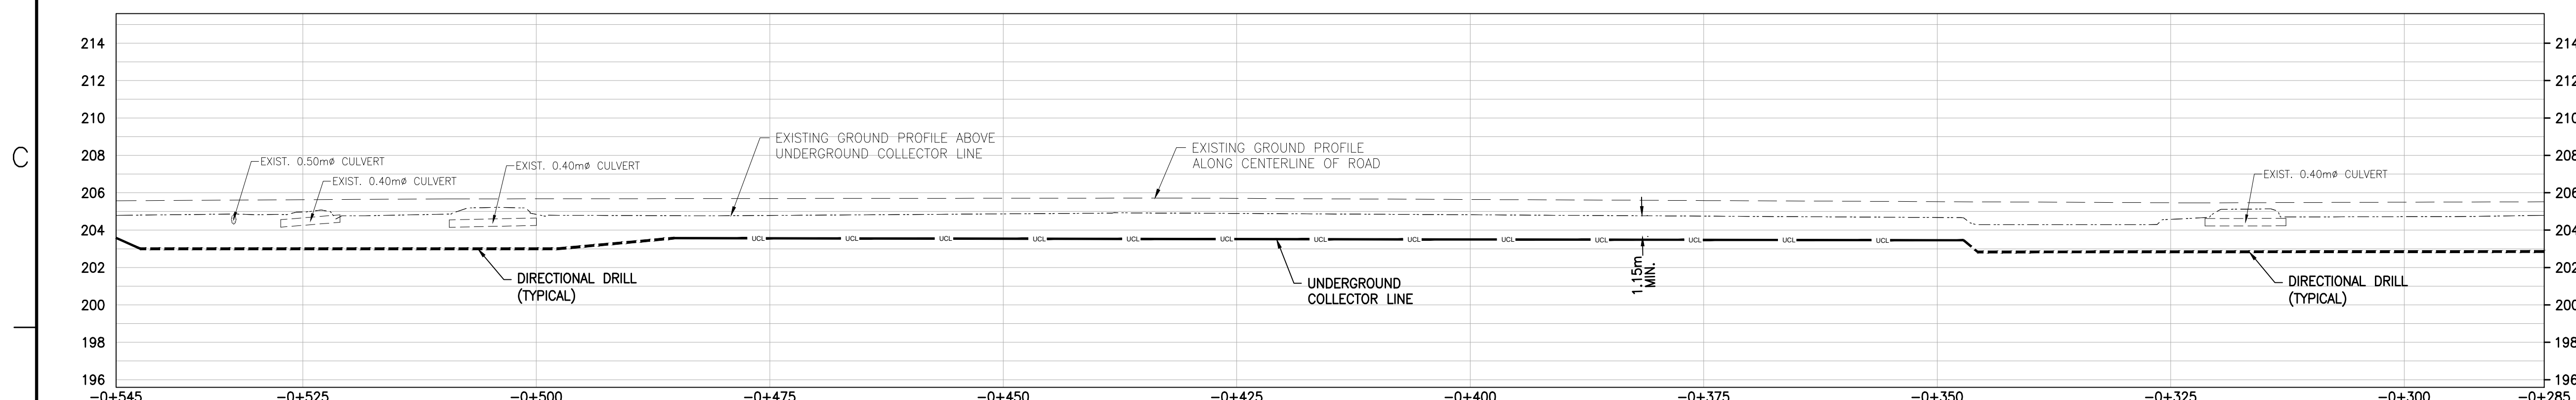 214
214
212
212
210
210
208
208
206
206
204
204
202
202
200
200
198
198
196
196
C
EXISTING GROUND PROFILE ABOVE
UNDERGROUND COLLECTOR LINE
EXISTING GROUND PROFILE
ALONG CENTERLINE OF ROAD
EXIST. 0.50mø CULVERT
EXIST. 0.40mø CULVERT
EXIST. 0.40mø CULVERT
EXIST. 0.40mø CULVERT
UCL UCL UCL UCL UCL UCL UCL UCL UCL UCL UCL UCL UCL
DIRECTIONAL DRILL
(TYPICAL)
UNDERGROUND
COLLECTOR LINE
1.15m
MIN.
DIRECTIONAL DRILL
(TYPICAL)
-0+545 -0+525 -0+500 -0+475 -0+450 -0+425 -0+400 -0+375 -0+350 -0+325 -0+300 -0+285